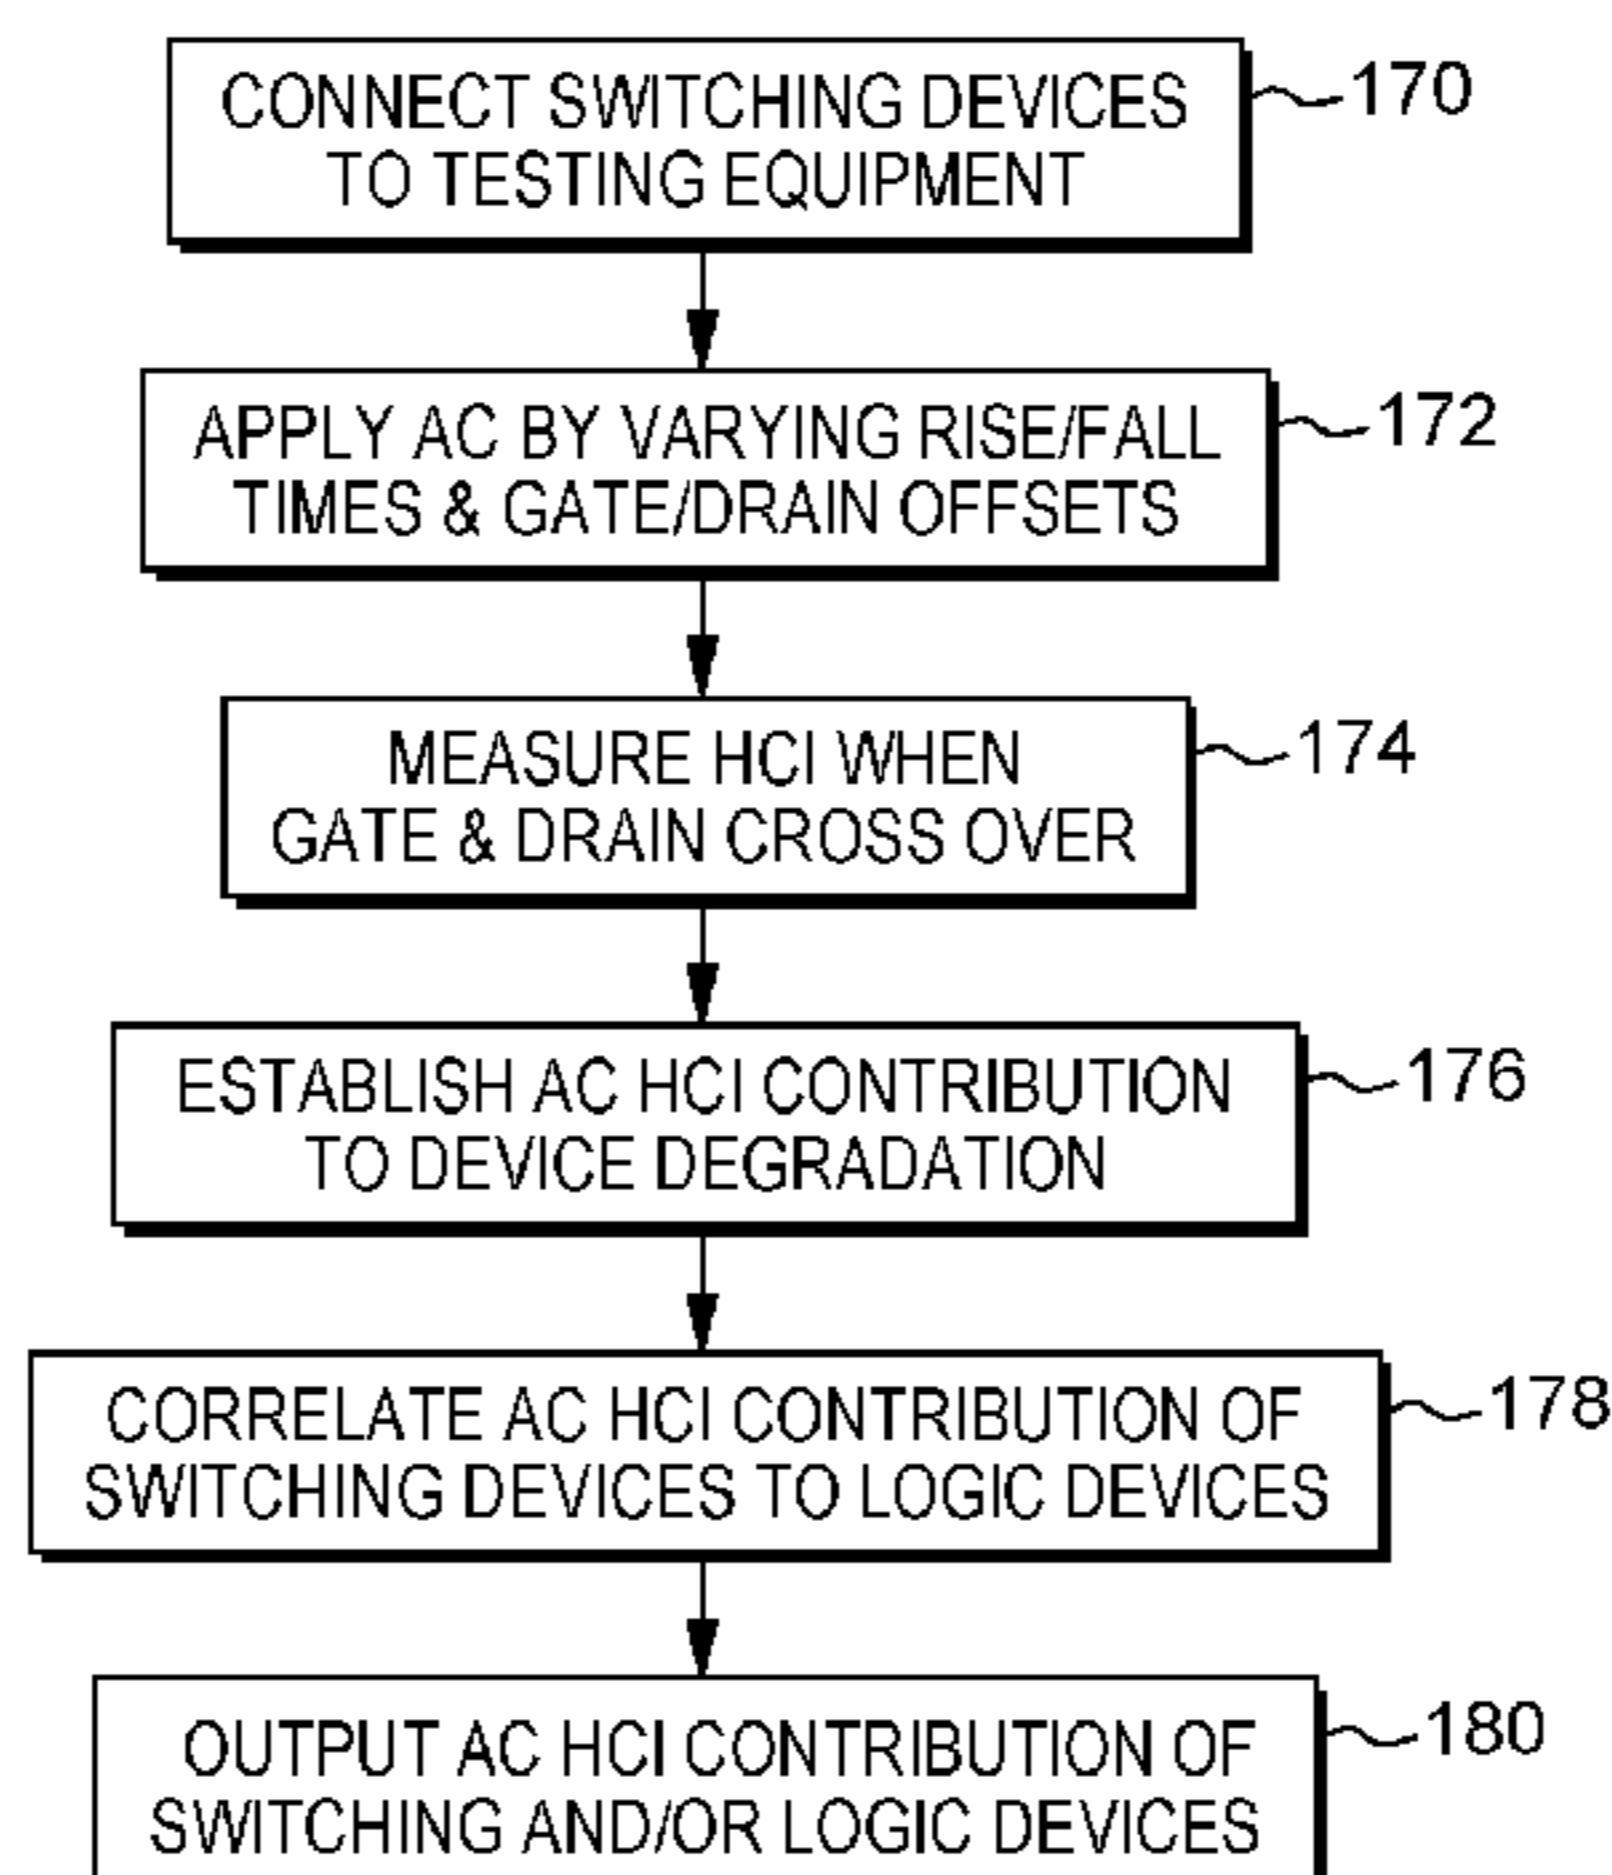 CONNECT SWITCHING DEVICES
TO TESTING EQUIPMENT
170
APPLY AC BY VARYING RISE/FALL
TIMES & GATE/DRAIN OFFSETS
172
MEASURE HCI WHEN
GATE & DRAIN CROSS OVER
174
ESTABLISH AC HCI CONTRIBUTION
TO DEVICE DEGRADATION
176
CORRELATE AC HCI CONTRIBUTION OF
SWITCHING DEVICES TO LOGIC DEVICES
178
OUTPUT AC HCI CONTRIBUTION OF
SWITCHING AND/OR LOGIC DEVICES
180